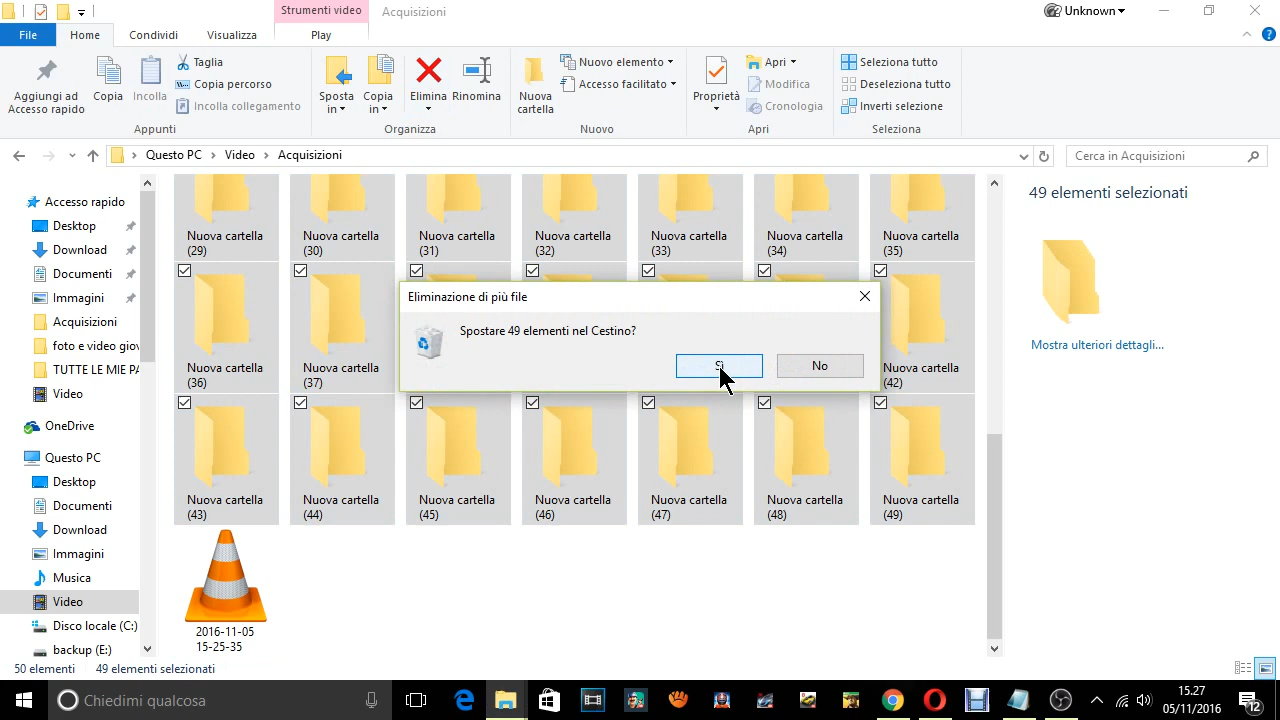 Strumenti video
Acquisizioni
Unknown
File
Home
Condividi
Visualizza
Play
Aggiungi ad
Accesso rapido
Copia
Incolla
Taglia
Copia percorso
Incolla collegamento
Appunti
Sposta
in
Copia
in
Elimina
Rinomina
Organizza
Nuova
cartella
Nuovo elemento
Accesso facilitato
Nuovo
Proprietà
Apri
Modifica
Cronologia
Apri
Seleziona tutto
Deseleziona tutto
Inverti selezione
Seleziona
Questo PC
Video
Acquisizioni
Cerca in Acquisizioni
Accesso rapido
Desktop
Download
Documenti
Immagini
Acquisizioni
foto e video giov
TUTTE LE MIE PA
Video
OneDrive
Questo PC
Desktop
Documenti
Download
Immagini
Musica
Video
Disco locale (C:)
backup (E:)
Nuova cartella
(29)
Nuova cartella
(30)
Nuova cartella
(31)
Nuova cartella
(32)
Nuova cartella
(33)
Nuova cartella
(34)
Nuova cartella
(35)
Nuova cartella
(36)
Nuova cartella
(37)
Nuova cartella
(42)
Eliminazione di più file
Spostare 49 elementi nel Cestino?
Sì
No
Nuova cartella
(43)
Nuova cartella
(44)
Nuova cartella
(45)
Nuova cartella
(46)
Nuova cartella
(47)
Nuova cartella
(48)
Nuova cartella
(49)
2016-11-05
15-25-35
49 elementi selezionati
Mostra ulteriori dettagli...
50 elementi
49 elementi selezionati
Chiedimi qualcosa
15.27
05/11/2016
12